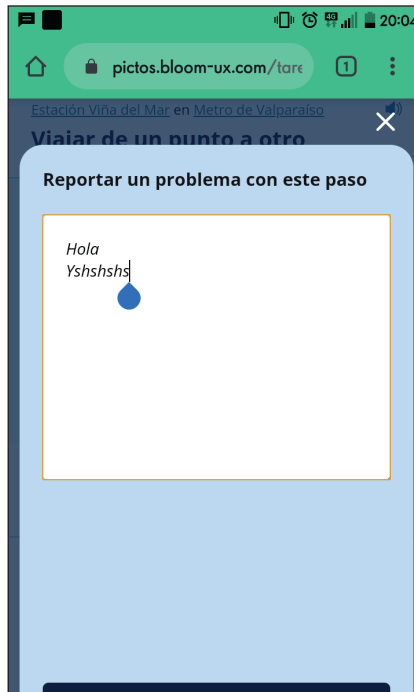 4G
20:04
pictos.bloom-ux.com/tare
1
Estación Viña del Mar en Metro de Valparaíso
Viajar de un punto a otro
Reportar un problema con este paso
Hola
Yshshshs